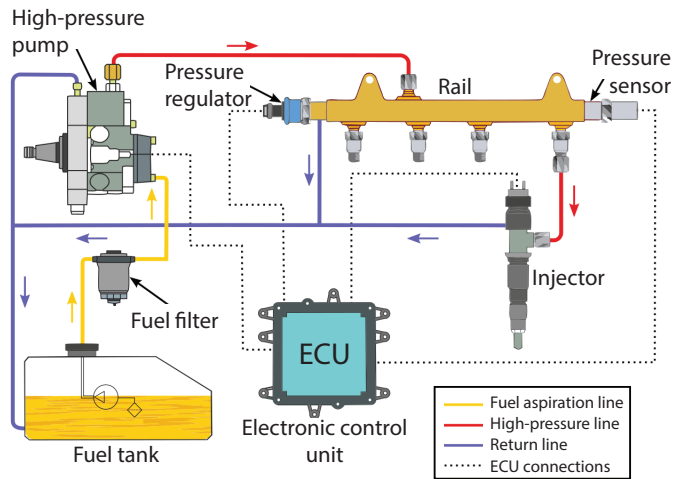 High-pressure
pump
Pressure
regulator
Rail
Pressure
sensor
Injector
Fuel filter
ECU
Fuel tank
Electronic control
unit
Fuel aspiration line
High-pressure line
Return line
ECU connections